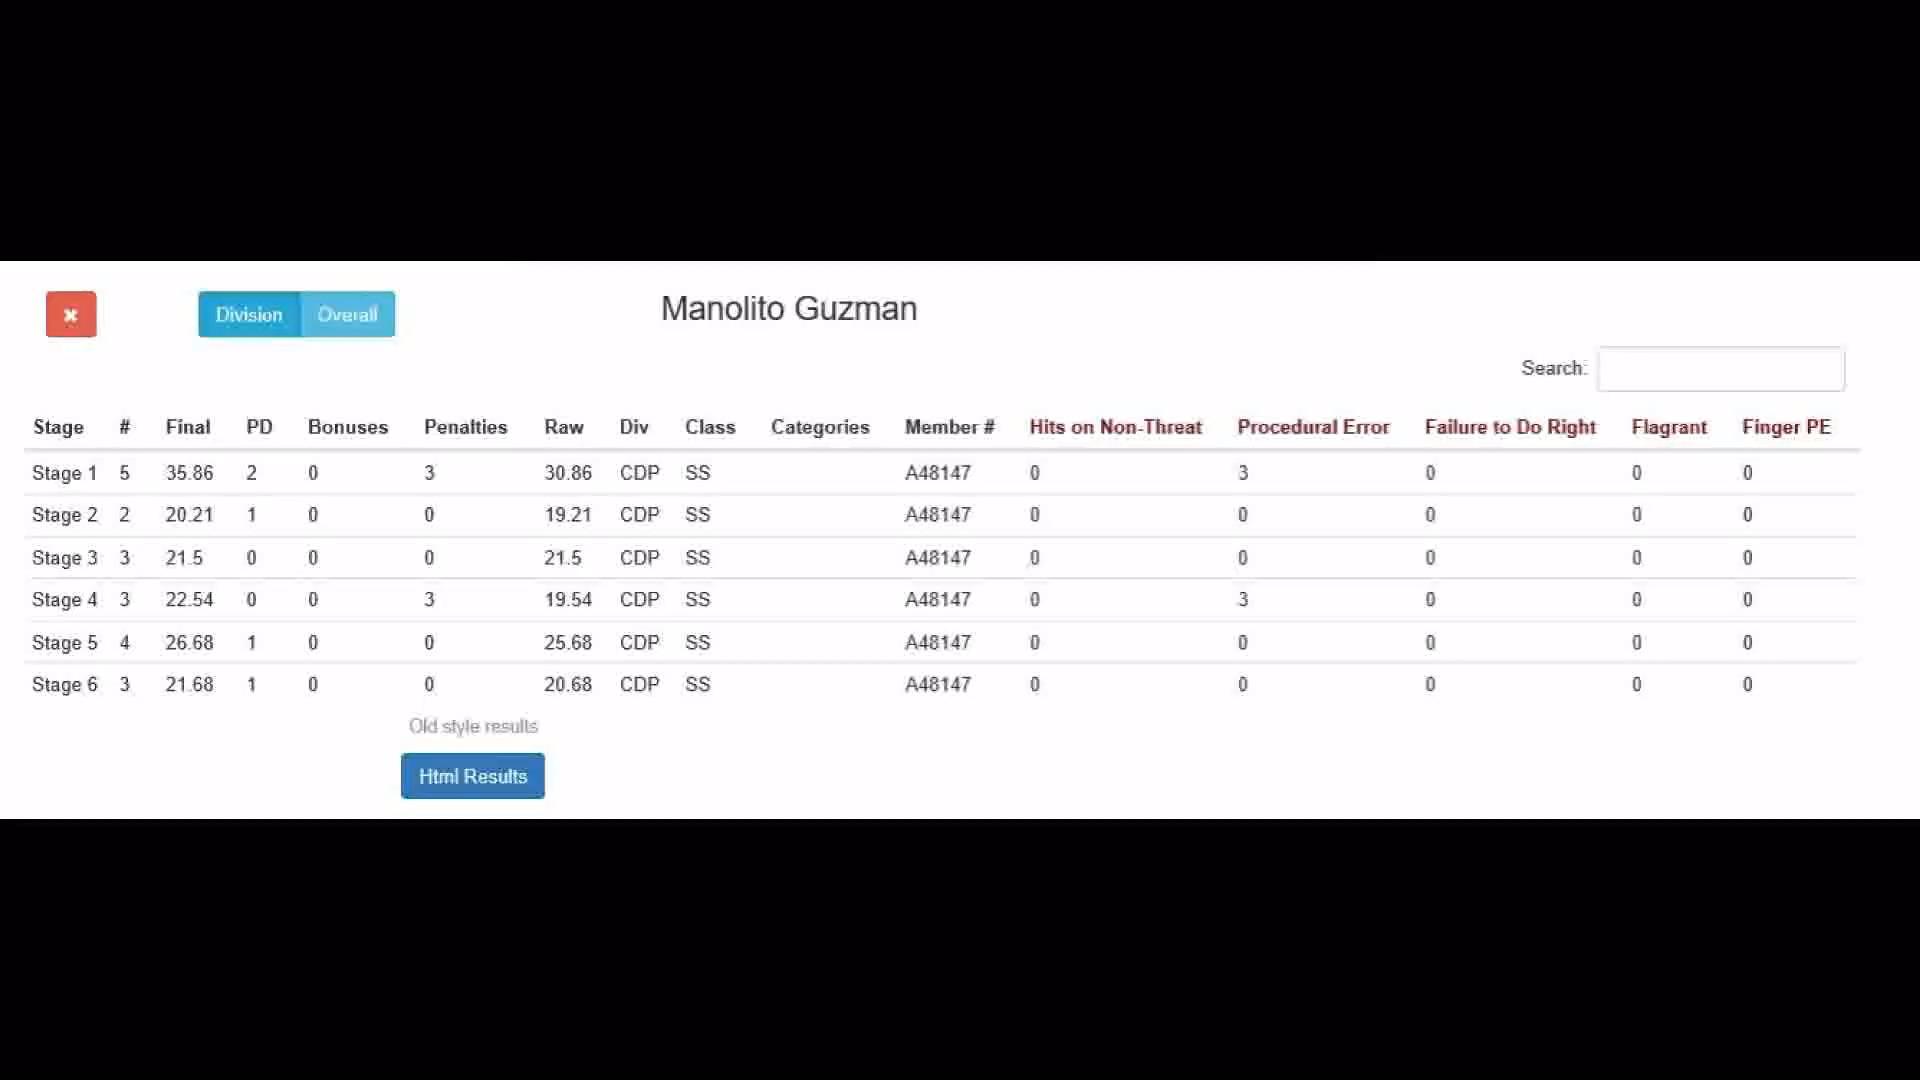 Division Overall Manolito Guzman
Search:
Stage # Final PD Bonuses Penalties Raw Div Class Categories Member # Hits on Non-Threat Procedural Error Failure to Do Right Flagrant Finger PE
Stage 1 5 35.86 2 0 3 30.86 CDP SS A48147 0 3 0 0 0
Stage 2 2 20.21 1 0 0 19.21 CDP SS A48147 0 0 0 0 0
Stage 3 3 21.5 0 0 0 21.5 CDP SS A48147 0 0 0 0 0
Stage 4 3 22.54 0 0 3 19.54 CDP SS A48147 0 3 0 0 0
Stage 5 4 26.68 1 0 0 25.68 CDP SS A48147 0 0 0 0 0
Stage 6 3 21.68 1 0 0 20.68 CDP SS A48147 0 0 0 0 0
Old style results
Html Results